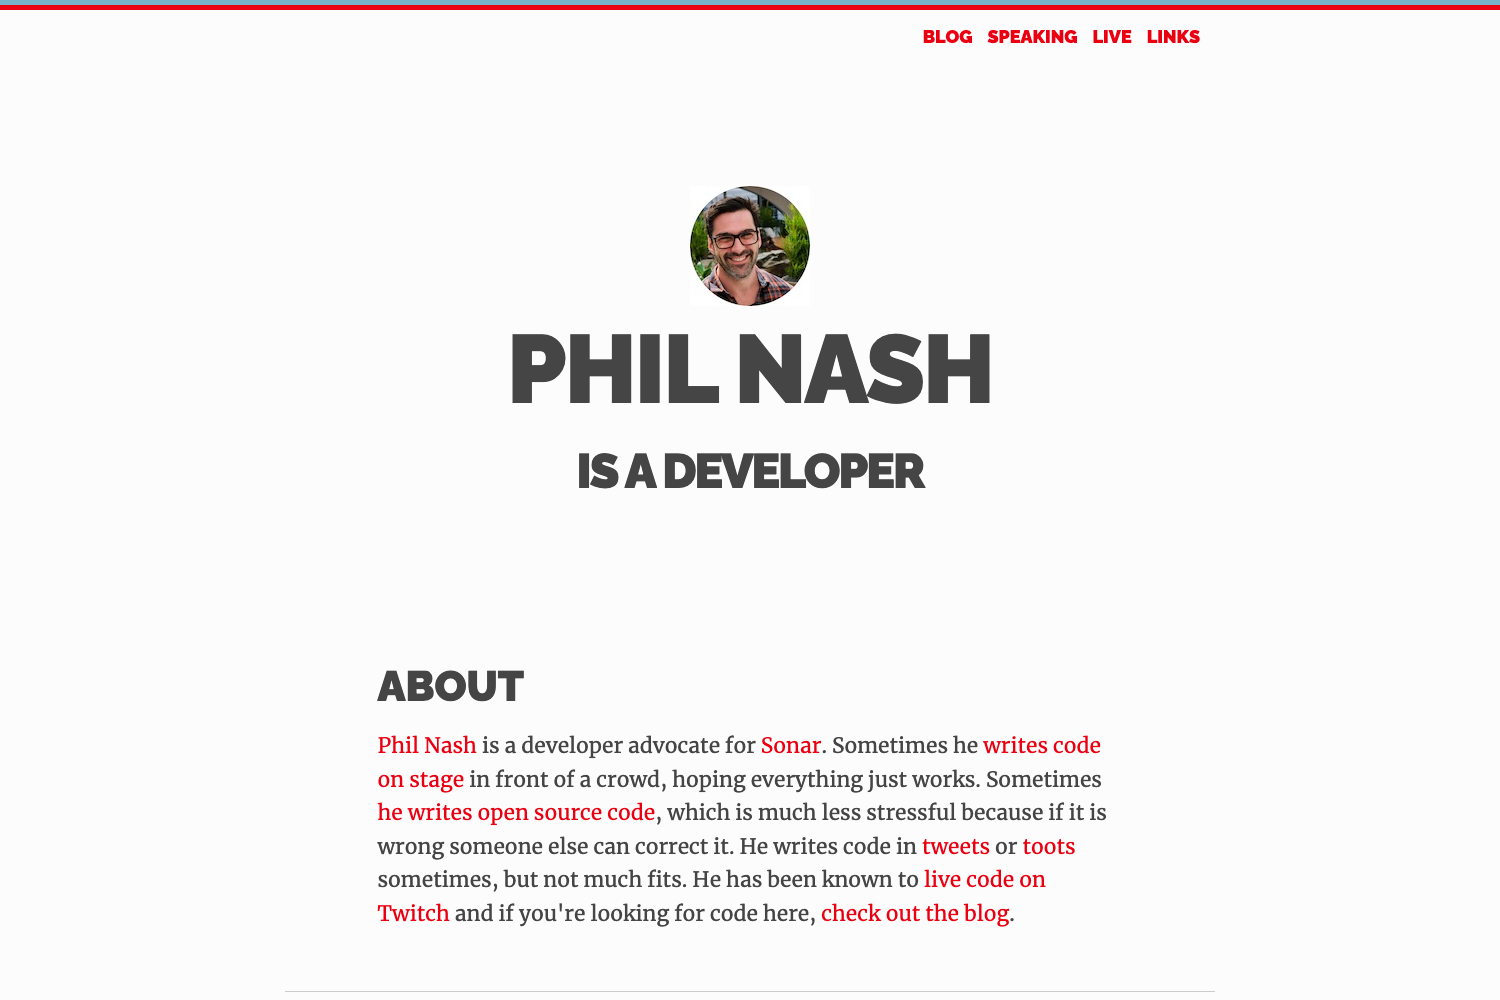 BLOG SPEAKING LIVE LINKS
PHIL NASH
IS A DEVELOPER
ABOUT
Phil Nash is a developer advocate for Sonar. Sometimes he writes code
on stage in front of a crowd, hoping everything just works. Sometimes
he writes open source code, which is much less stressful because if it is
wrong someone else can correct it. He writes code in tweets or toots
sometimes, but not much fits. He has been known to live code on
Twitch and if you're looking for code here, check out the blog.